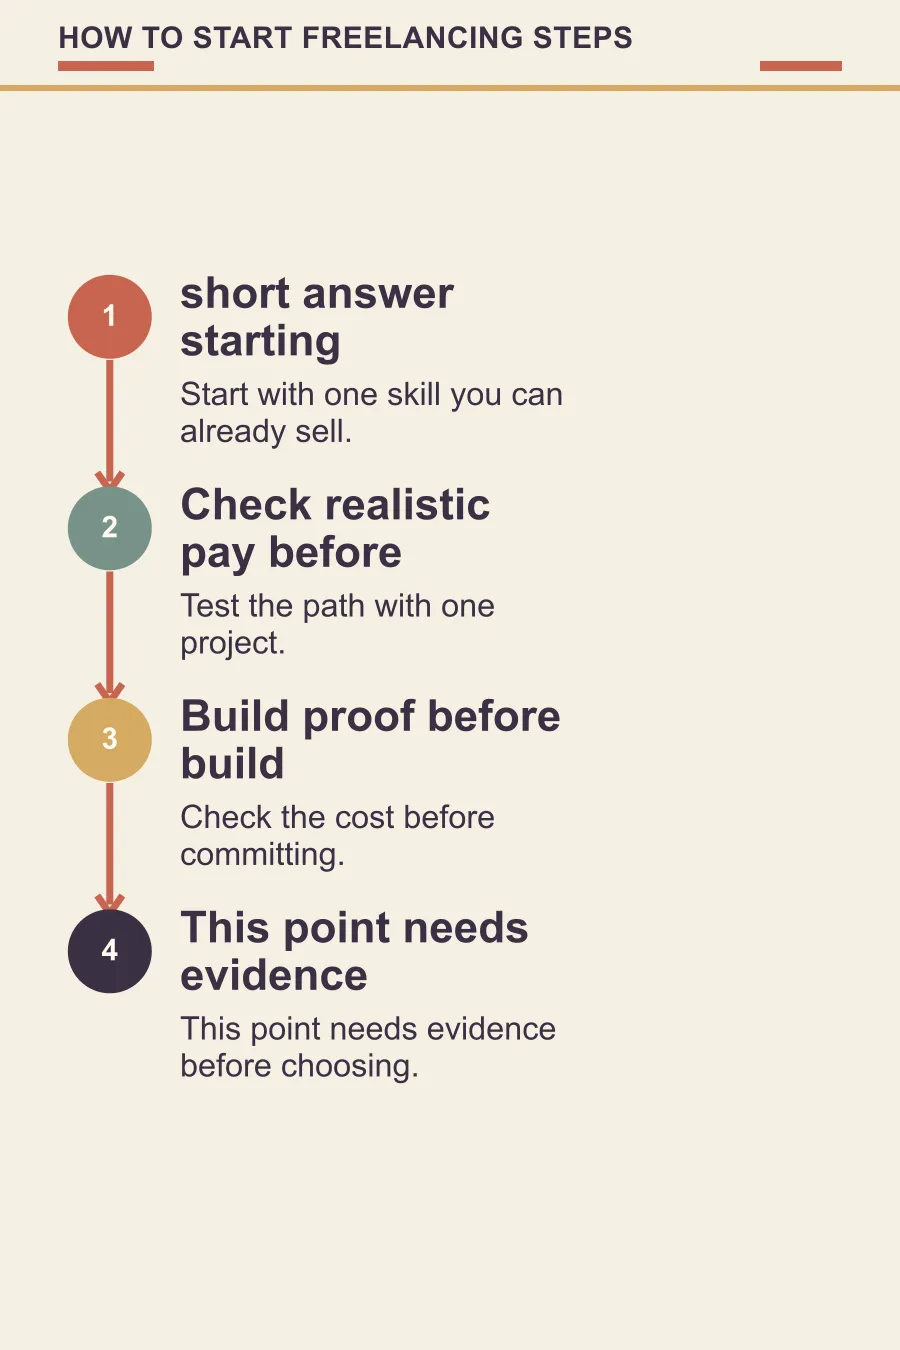 HOW TO START FREELANCING STEPS
1
short answer
starting
Start with one skill you can
already sell.
2
Check realistic
pay before
Test the path with one
project.
3
Build proof before
build
Check the cost before
committing.
4
This point needs
evidence
This point needs evidence
before choosing.